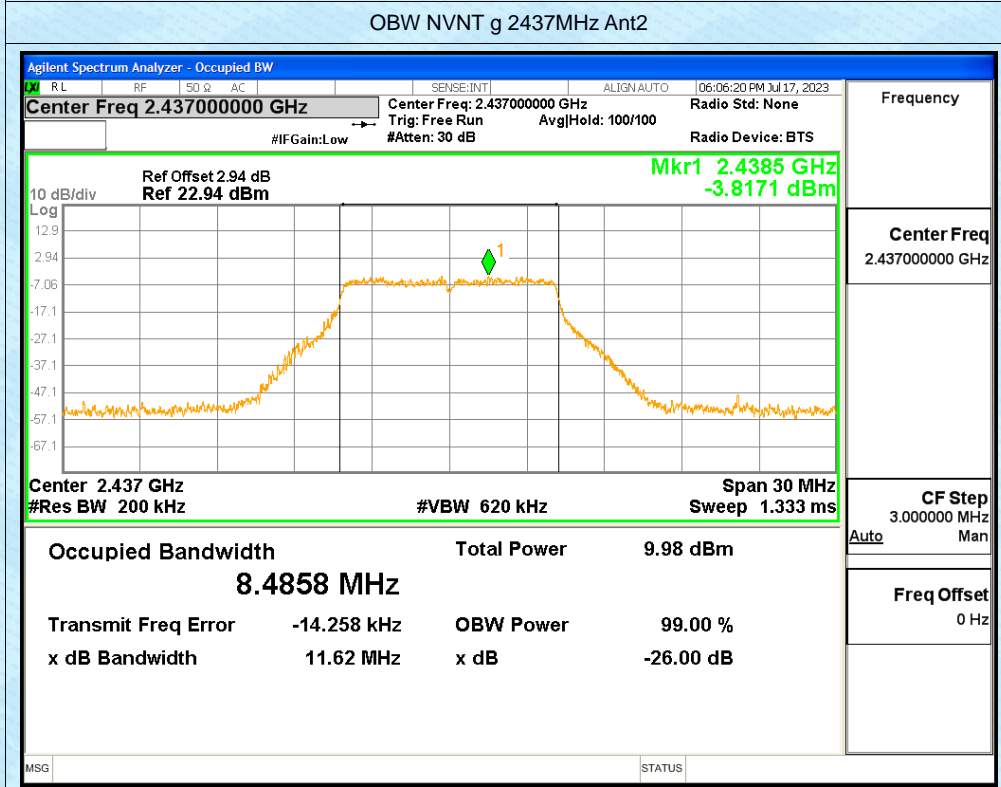 OBW NVNT g 2437MHz Ant2
Agilent Spectrum Analyzer - Occupied BW
LXI RL RF 50 Ω AC SENSE:INT ALIGN AUTO 06:06:20 PM Jul 17, 2023
Center Freq 2.437000000 GHz
Center Freq: 2.437000000 GHz Radio Std: None
Trig: Free Run Avg|Hold: 100/100
#IFGain:Low #Atten: 30 dB Radio Device: BTS
Mkr1 2.4385 GHz
-3.8171 dBm
Ref Offset 2.94 dB
10 dB/div Ref 22.94 dBm
Log
12.9
2.94
-7.06
-17.1
-27.1
-37.1
-47.1
-57.1
-67.1
1
Center 2.437 GHz Span 30 MHz
#Res BW 200 kHz #VBW 620 kHz Sweep 1.333 ms
Occupied Bandwidth Total Power 9.98 dBm
8.4858 MHz
Transmit Freq Error -14.258 kHz OBW Power 99.00 %
x dB Bandwidth 11.62 MHz x dB -26.00 dB
Frequency
Center Freq
2.437000000 GHz
CF Step
3.000000 MHz
Auto Man
Freq Offset
0 Hz
MSG STATUS